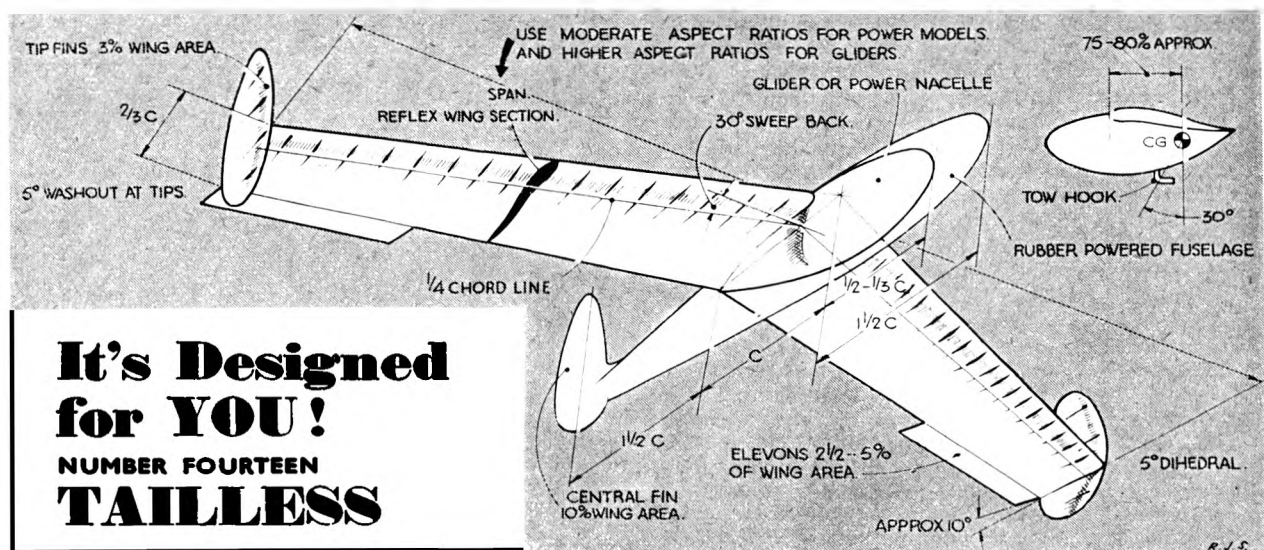 USE MODERATE ASPECT RATIOS FOR POWER MODELS.
AND HIGHER ASPECT RATIOS FOR GLIDERS.
TIP FINS 3% WING AREA.
75-80% APPROX.
SPAN.
GLIDER OR POWER NACELLE
REFLEX WING SECTION.
30° SWEEP BACK.
2/3 C
CG
5° WASHOUT AT TIPS.
TOW HOOK.
30°
RUBBER POWERED FUSELAGE
1/4 CHORD LINE
1/2-1/3 C
1 1/2 C
C
It's Designed
for YOU!
NUMBER FOURTEEN
TAILLESS
1 1/2 C
ELEVONS 2 1/2-5%
OF WING AREA.
5° DIHEDRAL.
CENTRAL FIN
10% WING AREA.
APPROX 10°
R.J.S.